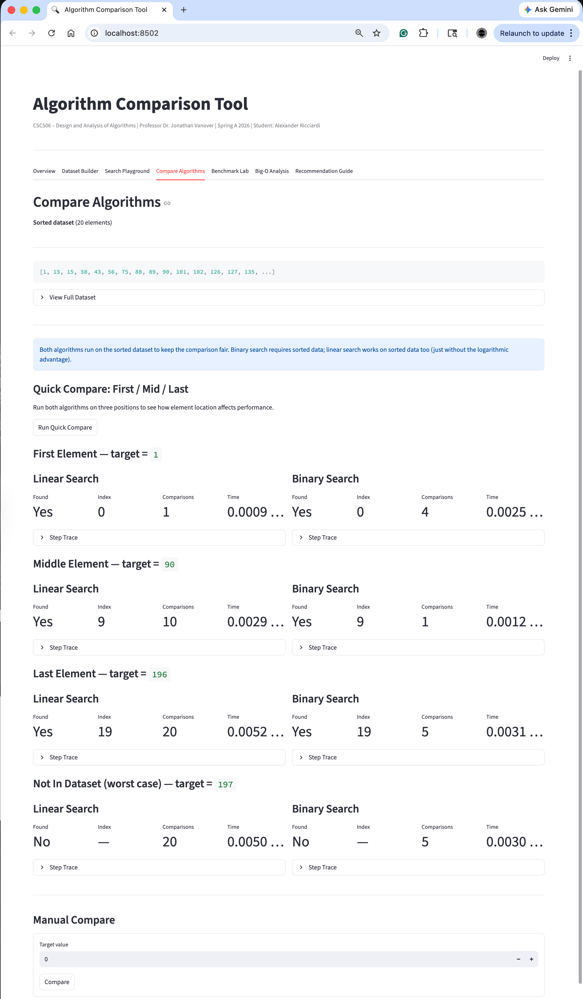 Algorithm Comparison Tool
Ask Gemini
localhost:8502
Relaunch to update
Deploy
Algorithm Comparison Tool
CSC506 – Design and Analysis of Algorithms | Professor Dr. Jonathan Vanover | Spring A 2026 | Student: Alexander Ricciardi
Overview Dataset Builder Search Playground Compare Algorithms Benchmark Lab Big-O Analysis Recommendation Guide
Compare Algorithms
Sorted dataset (20 elements)
[1, 13, 15, 38, 43, 56, 75, 88, 89, 90, 101, 102, 126, 127, 135, ...]
View Full Dataset
Both algorithms run on the sorted dataset to keep the comparison fair. Binary search requires sorted data; linear search works on sorted data too (just without the logarithmic
advantage).
Quick Compare: First / Mid / Last
Run both algorithms on three positions to see how element location affects performance.
Run Quick Compare
First Element — target = 1
Linear Search Binary Search
Found Index Comparisons Time Found Index Comparisons Time
Yes 0 1 0.0009 ... Yes 0 4 0.0025 ...
Step Trace Step Trace
Middle Element — target = 90
Linear Search Binary Search
Found Index Comparisons Time Found Index Comparisons Time
Yes 9 10 0.0029 ... Yes 9 1 0.0012 ...
Step Trace Step Trace
Last Element — target = 196
Linear Search Binary Search
Found Index Comparisons Time Found Index Comparisons Time
Yes 19 20 0.0052 ... Yes 19 5 0.0031 ...
Step Trace Step Trace
Not In Dataset (worst case) — target = 197
Linear Search Binary Search
Found Index Comparisons Time Found Index Comparisons Time
No — 20 0.0050 ... No — 5 0.0030 ...
Step Trace Step Trace
Manual Compare
Target value
0
Compare